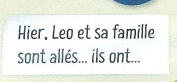 Hier, Leo et sa famille
sont allés... ils ont...